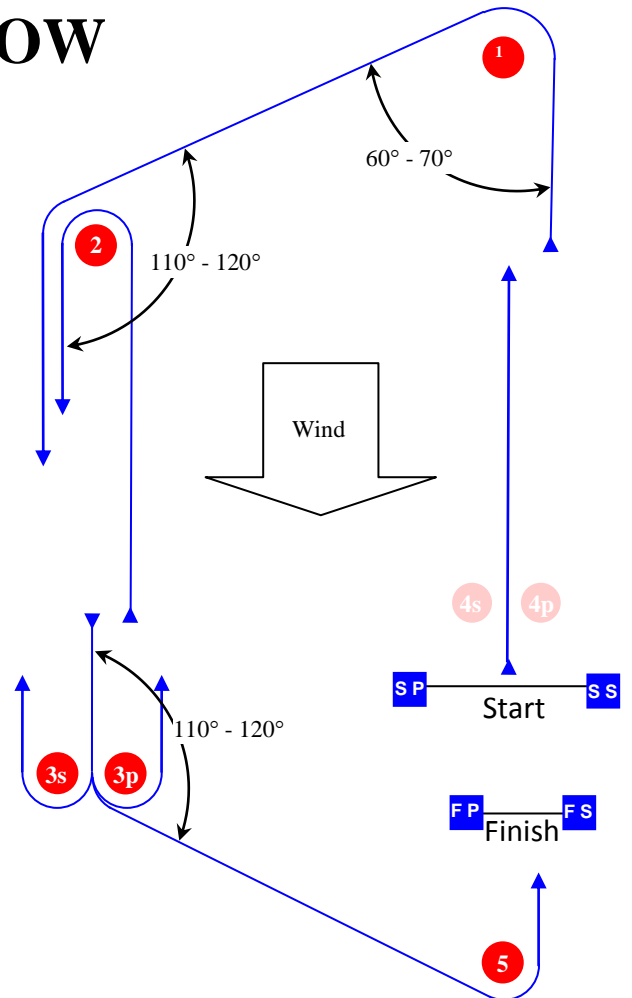 OW
1
60° - 70°
2
110° - 120°
Wind
4s 4p
S P S S
Start
110° - 120°
3s 3p
F P F S
Finish
5